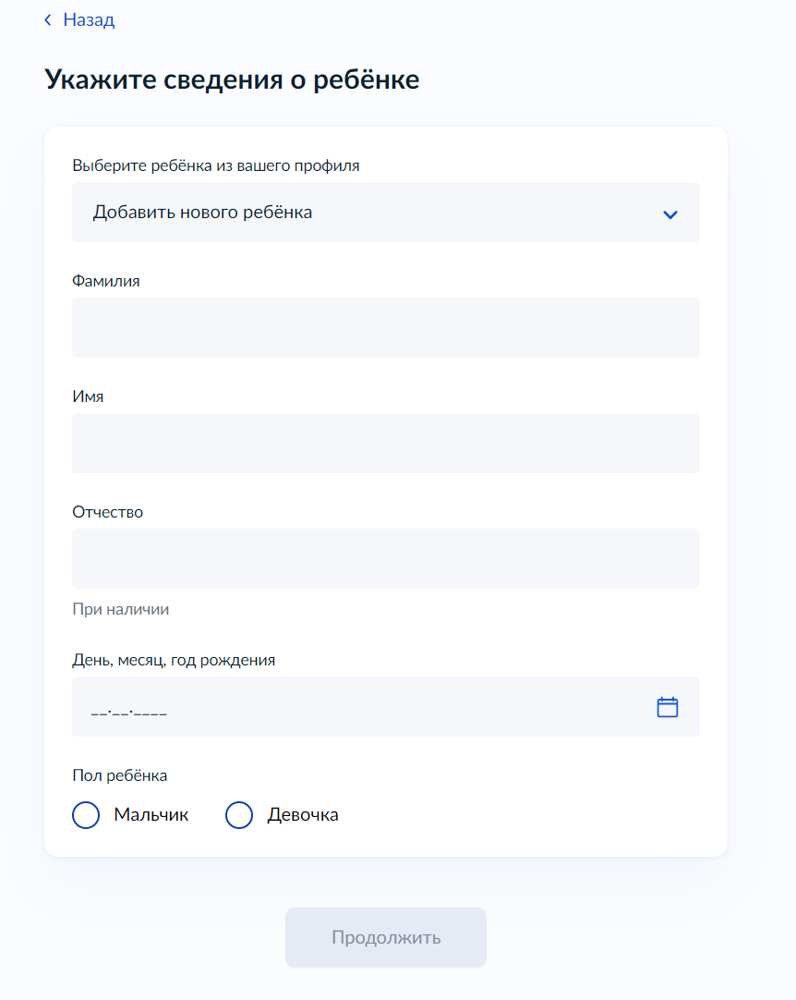 Назад
Укажите сведения о ребёнке
Выберите ребёнка из вашего профиля
Добавить нового ребёнка
Фамилия
Имя
Отчество
При наличии
День, месяц, год рождения
__.__.____
Пол ребёнка
Мальчик Девочка
Продолжить